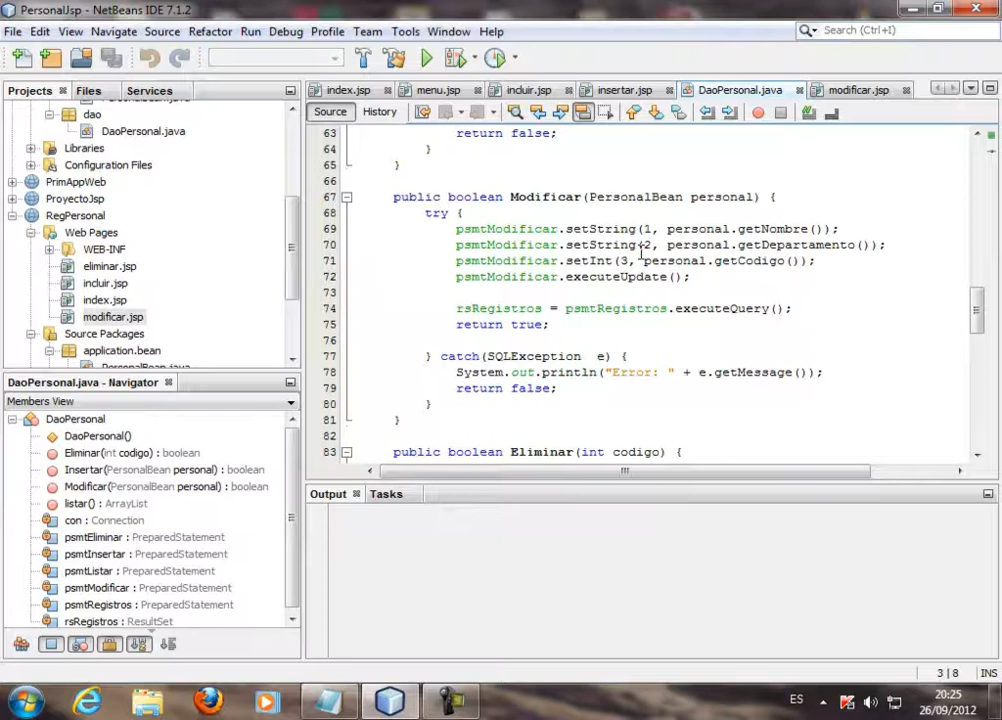 PersonalJsp - NetBeans IDE 7.1.2
File Edit View Navigate Source Refactor Run Debug Profile Team Tools Window Help
Search (Ctrl+I)
Projects Files Services
index.jsp menu.jsp incluir.jsp insertar.jsp DaoPersonal.java modificar.jsp
Source History
dao
DaoPersonal.java
Libraries
Configuration Files
PrimAppWeb
ProyectoJsp
RegPersonal
Web Pages
WEB-INF
eliminar.jsp
incluir.jsp
index.jsp
modificar.jsp
Source Packages
application.bean
63 return false;
64 }
65 }
66
67 public boolean Modificar(PersonalBean personal) {
68 try {
69 psmtModificar.setString(1, personal.getNombre());
70 psmtModificar.setString(2, personal.getDepartamento());
71 psmtModificar.setInt(3, personal.getCodigo());
72 psmtModificar.executeUpdate();
73
74 rsRegistros = psmtRegistros.executeQuery();
75 return true;
76
77 } catch(SQLException e) {
78 System.out.println("Error: " + e.getMessage());
79 return false;
80 }
81 }
82
83 public boolean Eliminar(int codigo) {
DaoPersonal.java - Navigator
Members View
DaoPersonal
DaoPersonal()
Eliminar(int codigo) : boolean
Insertar(PersonalBean personal) : boolean
Modificar(PersonalBean personal) : boolean
listar() : ArrayList
con : Connection
psmtEliminar : PreparedStatement
psmtInsertar : PreparedStatement
psmtListar : PreparedStatement
psmtModificar : PreparedStatement
psmtRegistros : PreparedStatement
rsRegistros : ResultSet
Output Tasks
3 | 8 INS
ES
20:25
26/09/2012